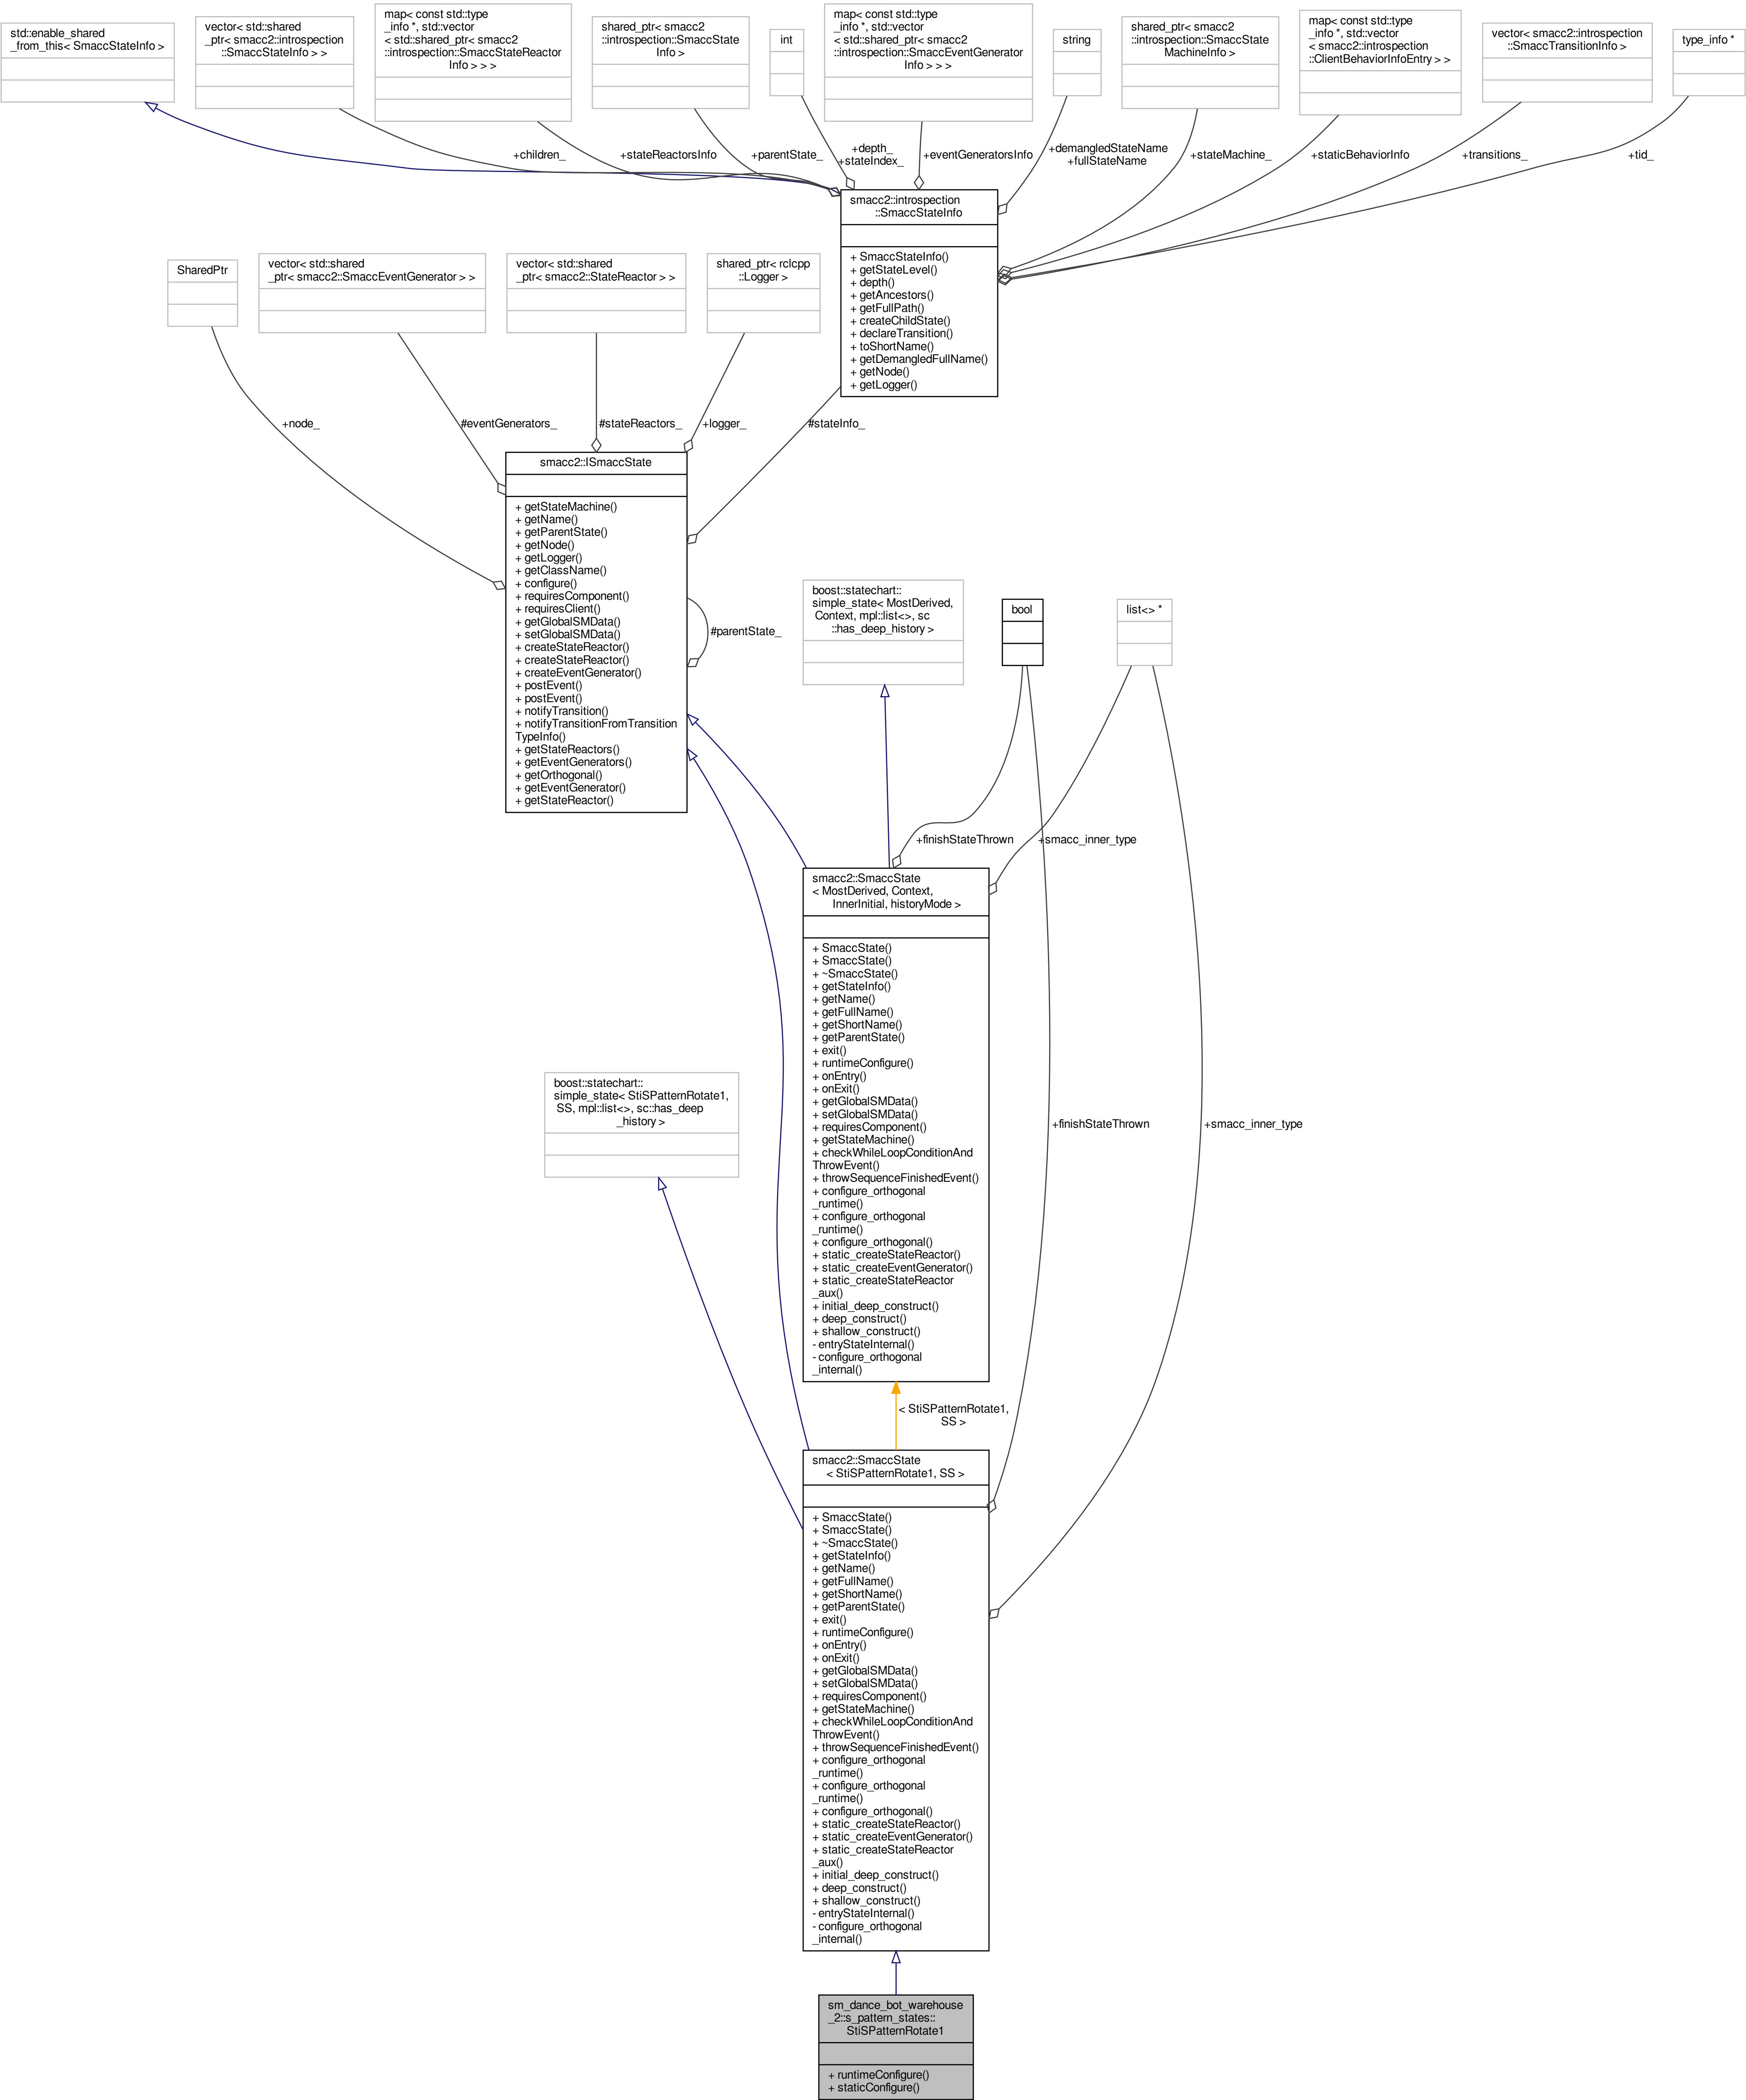 std::enable_shared
_from_this< SmaccStateInfo >
vector< std::shared
_ptr< smacc2::introspection
::SmaccStateInfo > >
map< const std::type
_info *, std::vector
< std::shared_ptr< smacc2
::introspection::SmaccStateReactor
Info > > >
shared_ptr< smacc2
::introspection::SmaccState
Info >
int
map< const std::type
_info *, std::vector
< std::shared_ptr< smacc2
::introspection::SmaccEventGenerator
Info > > >
string
shared_ptr< smacc2
::introspection::SmaccState
MachineInfo >
map< const std::type
_info *, std::vector
< smacc2::introspection
::ClientBehaviorInfoEntry > >
vector< smacc2::introspection
::SmaccTransitionInfo >
type_info *
+children_
+stateReactorsInfo
+parentState_
+depth_
+stateIndex_
+eventGeneratorsInfo
+demangledStateName
+fullStateName
+stateMachine_
+staticBehaviorInfo
+transitions_
+tid_
smacc2::introspection
::SmaccStateInfo
+ SmaccStateInfo()
+ getStateLevel()
+ depth()
+ getAncestors()
+ getFullPath()
+ createChildState()
+ declareTransition()
+ toShortName()
+ getDemangledFullName()
+ getNode()
+ getLogger()
SharedPtr
vector< std::shared
_ptr< smacc2::SmaccEventGenerator > >
vector< std::shared
_ptr< smacc2::StateReactor > >
shared_ptr< rclcpp
::Logger >
+node_
#eventGenerators_
#stateReactors_
+logger_
#stateInfo_
smacc2::ISmaccState
+ getStateMachine()
+ getName()
+ getParentState()
+ getNode()
+ getLogger()
+ getClassName()
+ configure()
+ requiresComponent()
+ requiresClient()
+ getGlobalSMData()
+ setGlobalSMData()
+ createStateReactor()
+ createStateReactor()
+ createEventGenerator()
+ postEvent()
+ postEvent()
+ notifyTransition()
+ notifyTransitionFromTransition
TypeInfo()
+ getStateReactors()
+ getEventGenerators()
+ getOrthogonal()
+ getEventGenerator()
+ getStateReactor()
#parentState_
boost::statechart::
simple_state< MostDerived,
Context, mpl::list<>, sc
::has_deep_history >
bool
list<> *
+finishStateThrown
+smacc_inner_type
smacc2::SmaccState
< MostDerived, Context,
InnerInitial, historyMode >
+ SmaccState()
+ SmaccState()
+ ~SmaccState()
+ getStateInfo()
+ getName()
+ getFullName()
+ getShortName()
+ getParentState()
+ exit()
+ runtimeConfigure()
+ onEntry()
+ onExit()
+ getGlobalSMData()
+ setGlobalSMData()
+ requiresComponent()
+ getStateMachine()
+ checkWhileLoopConditionAnd
ThrowEvent()
+ throwSequenceFinishedEvent()
+ configure_orthogonal
_runtime()
+ configure_orthogonal
_runtime()
+ configure_orthogonal()
+ static_createStateReactor()
+ static_createEventGenerator()
+ static_createStateReactor
_aux()
+ initial_deep_construct()
+ deep_construct()
+ shallow_construct()
- entryStateInternal()
- configure_orthogonal
_internal()
boost::statechart::
simple_state< StiSPatternRotate1,
SS, mpl::list<>, sc::has_deep
_history >
+finishStateThrown
+smacc_inner_type
< StiSPatternRotate1,
SS >
smacc2::SmaccState
< StiSPatternRotate1, SS >
+ SmaccState()
+ SmaccState()
+ ~SmaccState()
+ getStateInfo()
+ getName()
+ getFullName()
+ getShortName()
+ getParentState()
+ exit()
+ runtimeConfigure()
+ onEntry()
+ onExit()
+ getGlobalSMData()
+ setGlobalSMData()
+ requiresComponent()
+ getStateMachine()
+ checkWhileLoopConditionAnd
ThrowEvent()
+ throwSequenceFinishedEvent()
+ configure_orthogonal
_runtime()
+ configure_orthogonal
_runtime()
+ configure_orthogonal()
+ static_createStateReactor()
+ static_createEventGenerator()
+ static_createStateReactor
_aux()
+ initial_deep_construct()
+ deep_construct()
+ shallow_construct()
- entryStateInternal()
- configure_orthogonal
_internal()
sm_dance_bot_warehouse
_2::s_pattern_states::
StiSPatternRotate1
+ runtimeConfigure()
+ staticConfigure()